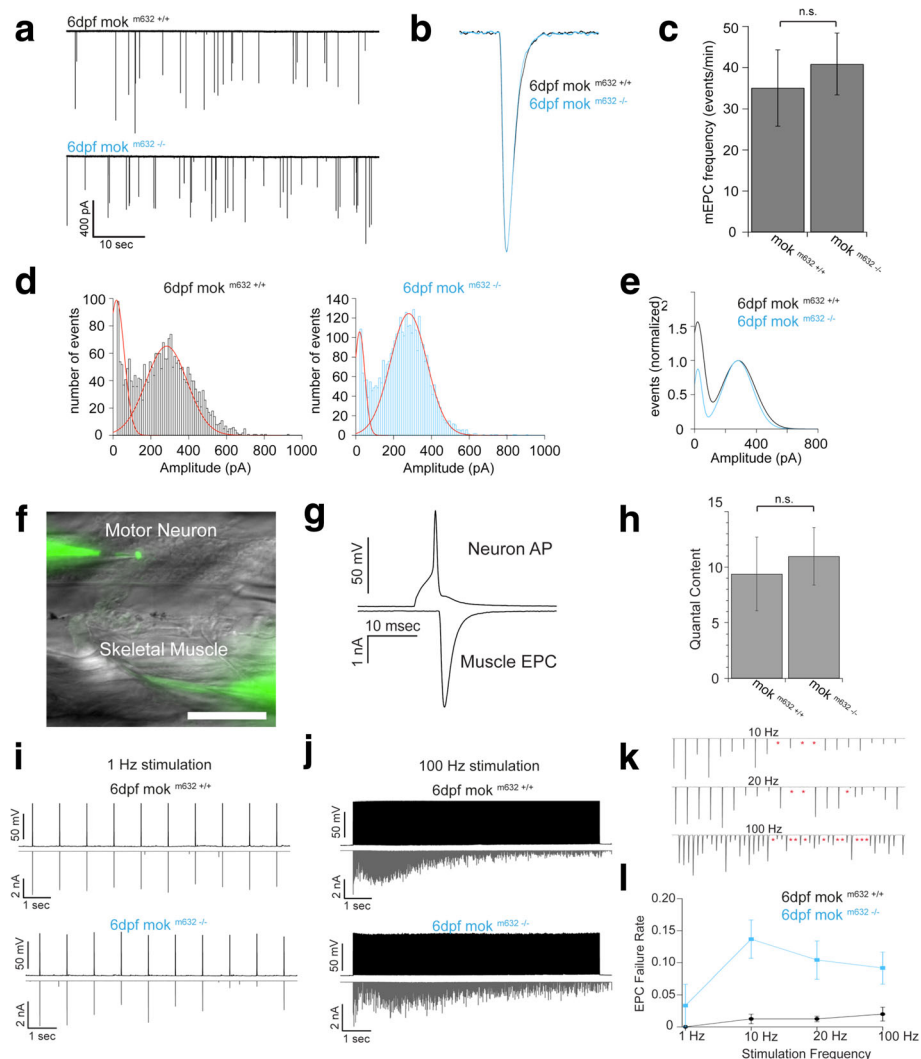 a
6dpf mok m632 +/+
6dpf mok m632 -/-
400 pA
10 sec
b
6dpf mok m632 +/+
6dpf mok m632 -/-
c
n.s.
mEPC frequency (events/min)
50
40
30
20
10
0
mok m632 +/+
mok m632 -/-
d
6dpf mok m632 +/+
number of events
100
80
60
40
20
0
0 200 400 600 800 1000
Amplitude (pA)
6dpf mok m632 -/-
number of events
140
120
100
80
60
40
20
0
0 200 400 600 800 1000
Amplitude (pA)
e
6dpf mok m632 +/+
6dpf mok m632 -/-
events (normalized)
2
1.5
1.0
0.5
0
0 400 800
Amplitude (pA)
f
Motor Neuron
Skeletal Muscle
g
50 mV
Neuron AP
10 msec
1 nA
Muscle EPC
h
n.s.
Quantal Content
15
10
10
5
0
mok m632 +/+
mok m632 -/-
i
1 Hz stimulation
6dpf mok m632 +/+
50 mV
2 nA
1 sec
6dpf mok m632 -/-
50 mV
2 nA
1 sec
j
100 Hz stimulation
6dpf mok m632 +/+
50 mV
2 nA
1 sec
6dpf mok m632 -/-
50 mV
2 nA
1 sec
k
10 Hz
20 Hz
100 Hz
l
6dpf mok m632 +/+
6dpf mok m632 -/-
EPC Failure Rate
0.20
0.15
0.10
0.05
0
1 Hz 10 Hz 20 Hz 100 Hz
Stimulation Frequency